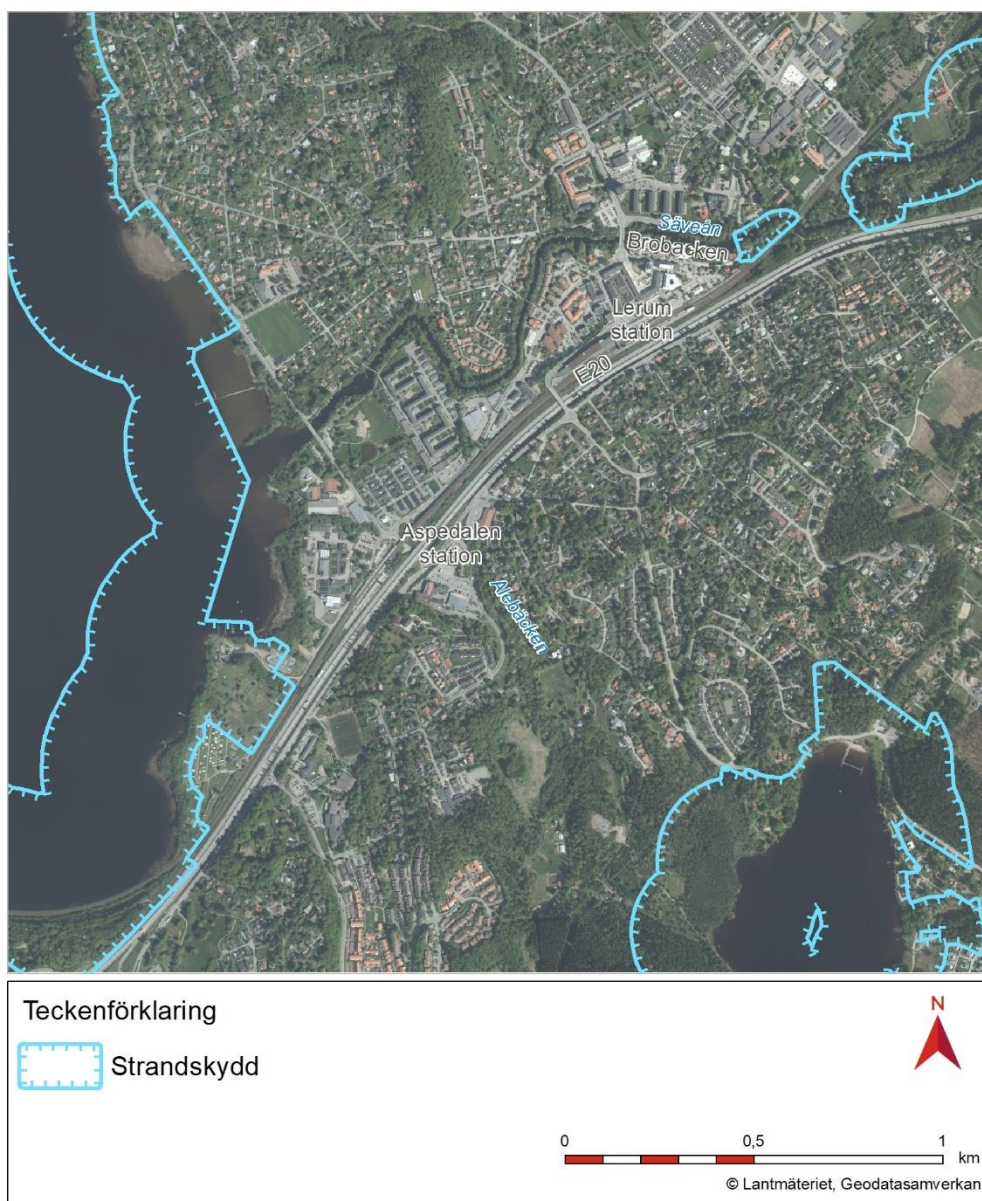 Säveån
Brobacken
Lerum
station
E20
Aspedalen
station
Alebäcken
Teckenförklaring
Strandskydd
N
0 0,5 1
km
© Lantmäteriet, Geodatasamverkan